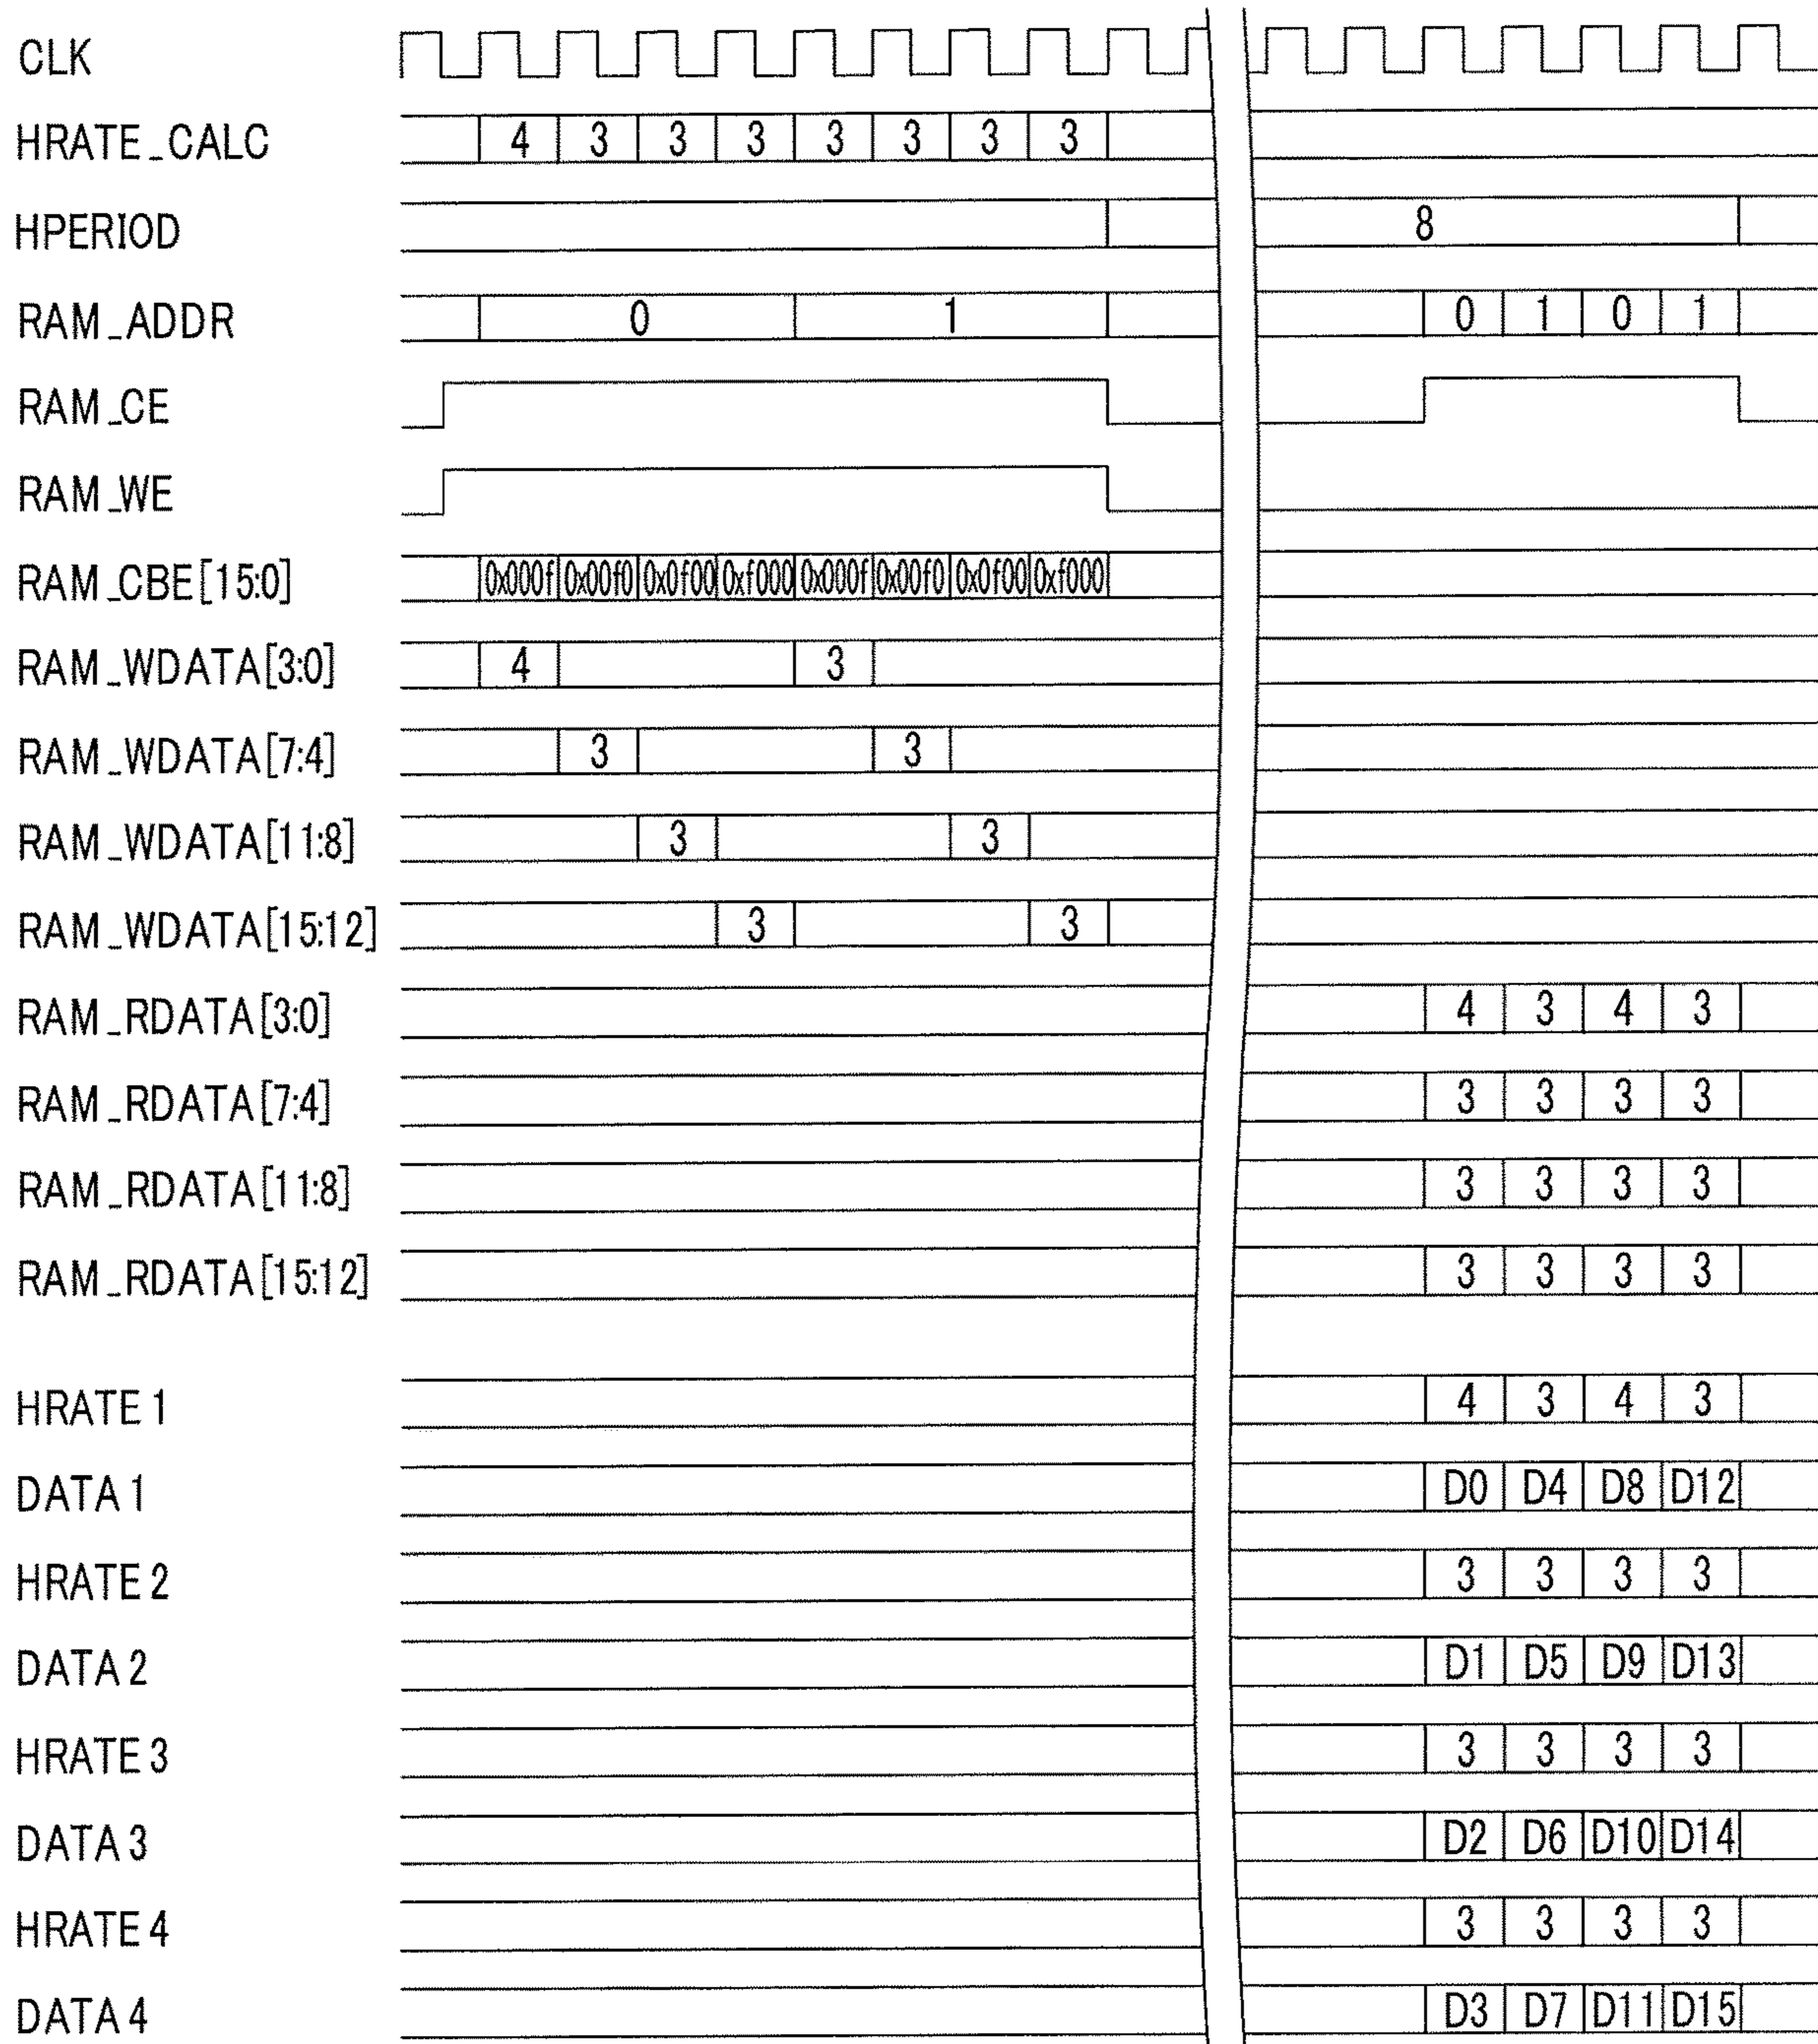 CLK
HRATE_CALC 4 3 3 3 3 3 3 3
HPERIOD 8
RAM_ADDR 0 1 0 1 0 1
RAM_CE
RAM_WE
RAM_CBE[15:0] 0x000f 0x00f0 0x0f00 0xf000 0x000f 0x00f0 0x0f00 0xf000
RAM_WDATA[3:0] 4 3
RAM_WDATA[7:4] 3 3
RAM_WDATA[11:8] 3 3
RAM_WDATA[15:12] 3 3
RAM_RDATA[3:0] 4 3 4 3
RAM_RDATA[7:4] 3 3 3 3
RAM_RDATA[11:8] 3 3 3 3
RAM_RDATA[15:12] 3 3 3 3
HRATE1 4 3 4 3
DATA1 D0 D4 D8 D12
HRATE2 3 3 3 3
DATA2 D1 D5 D9 D13
HRATE3 3 3 3 3
DATA3 D2 D6 D10 D14
HRATE4 3 3 3 3
DATA4 D3 D7 D11 D15